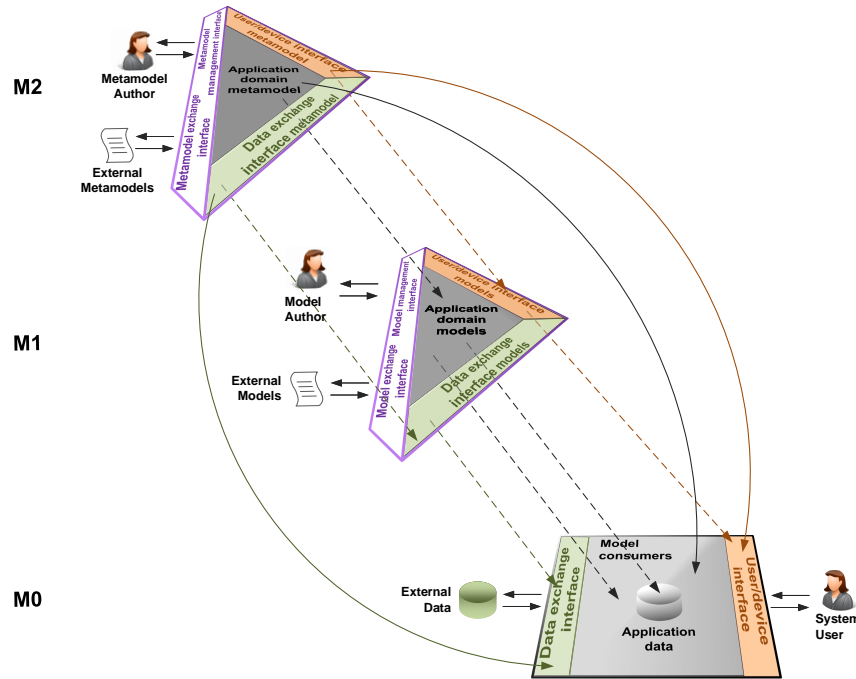 M2
Metamodel
Author
External
Metamodels
Metamodel
management interface
Metamodel exchange
interface
User/device interface
metamodel
Application
domain
metamodel
Data exchange
interface metamodel
M1
Model
Author
External
Models
Model management
interface
Model exchange
interface
User/device interface
models
Application
domain
models
Data exchange
interface models
M0
External
Data
Data exchange
interface
Model
consumers
Application
data
User/device
interface
System
User